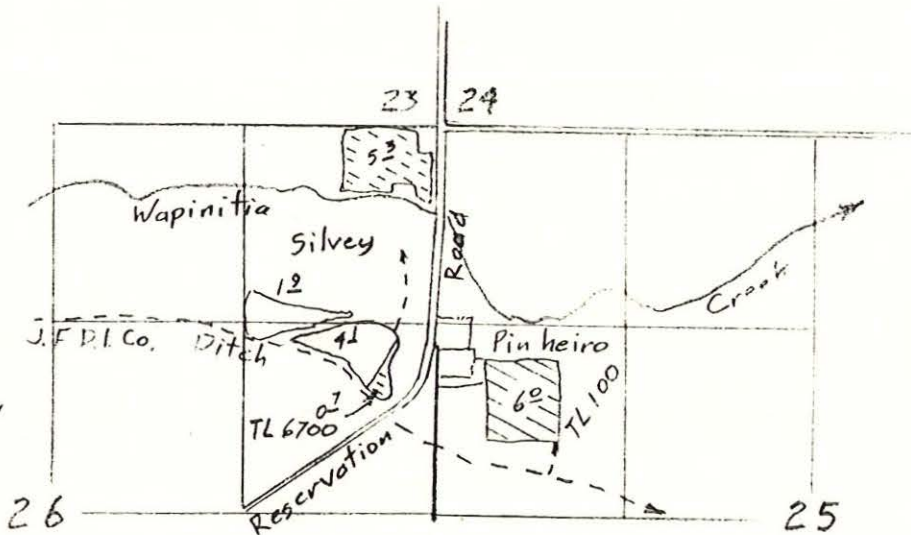 23 24
5 3
Wapinitia
Silvey
Road
Creek
1 9
J.F.D.I. Co. Ditch
4 1
Pinheiro
6 0
TL 100
0 7
TL 6700
Reservation
26
25